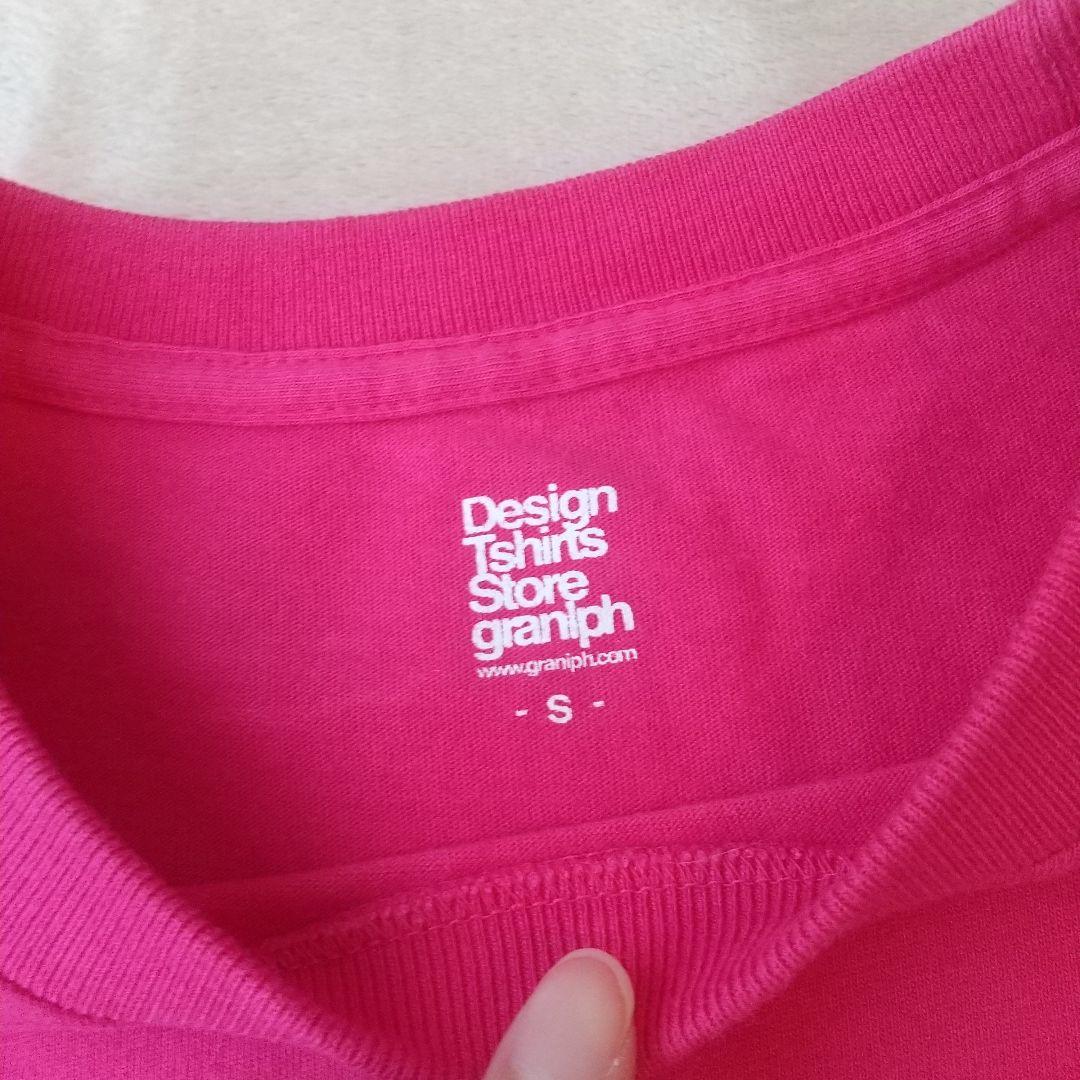 Design
Tshirts
Store
graniph
www.graniph.com
- S -